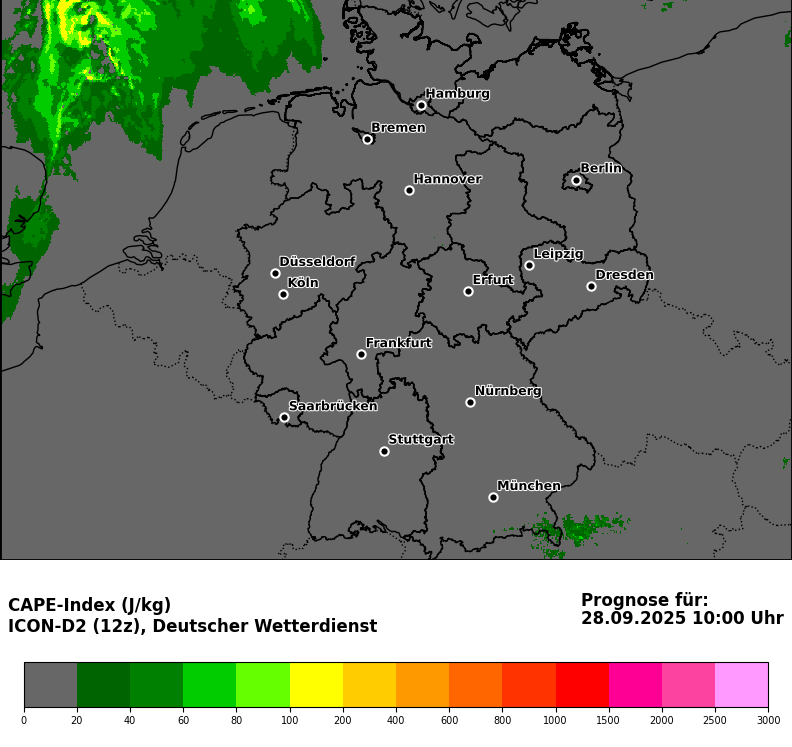 Hamburg
Bremen
Berlin
Hannover
Leipzig
Düsseldorf
Dresden
Erfurt
Köln
Frankfurt
Nürnberg
Saarbrücken
Stuttgart
München
CAPE-Index (J/kg)
ICON-D2 (12z), Deutscher Wetterdienst
Prognose für:
28.09.2025 10:00 Uhr
0 20 40 60 80 100 200 400 600 800 1000 1500 2000 2500 3000